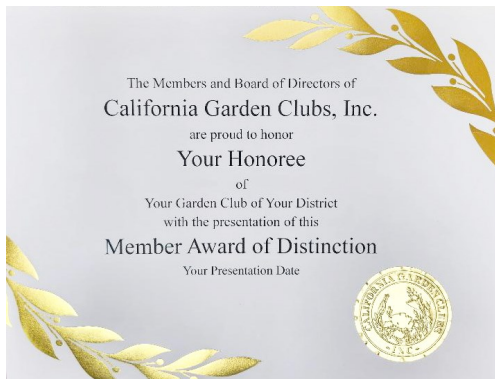 The Members and Board of Directors of
California Garden Clubs, Inc.
are proud to honor
Your Honoree
of
Your Garden Club of Your District
with the presentation of this
Member Award of Distinction
Your Presentation Date
CALIFORNIA GARDEN CLUBS
INC.